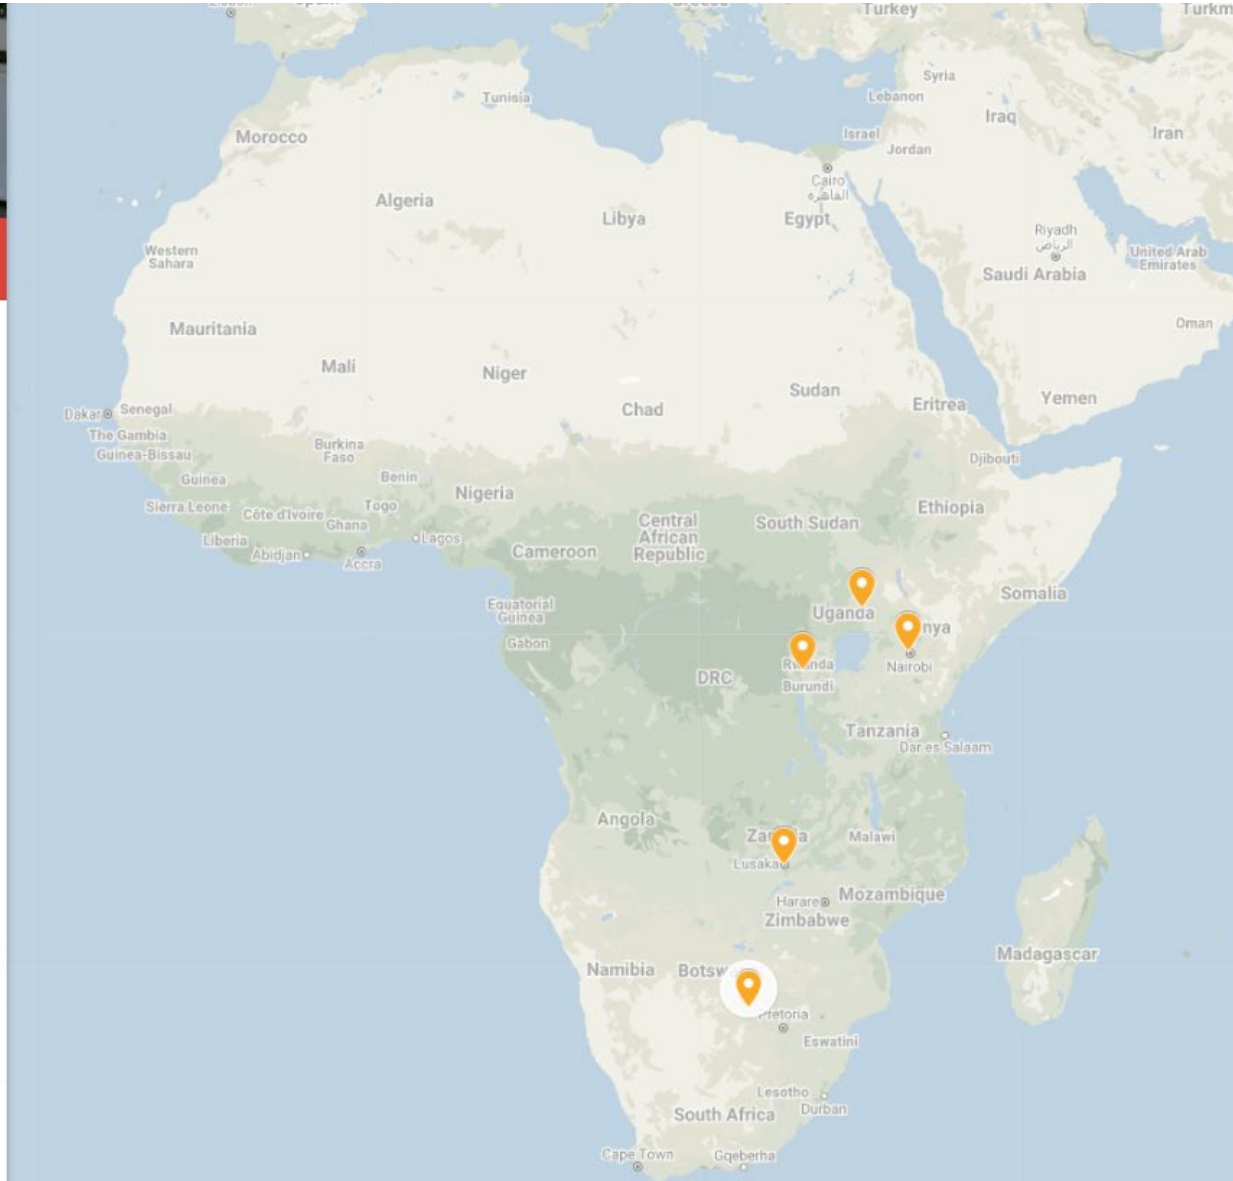 Turkey
Syria
Lebanon
Tunisia
Iraq
Morocco
Israel
Iran
Jordan
Cairo
القاهرة
Algeria
Libya
Egypt
Riyadh
الرياض
Western
Sahara
United Arab
Emirates
Saudi Arabia
Mauritania
Oman
Mali
Niger
Sudan
Yemen
Chad
Eritrea
Dakar
Senegal
The Gambia
Guinea-Bissau
Burkina
Faso
Djibouti
Guinea
Benin
Nigeria
Sierra Leone
Côte d'Ivoire
Togo
Ghana
Ethiopia
Central
African
Republic
South Sudan
Liberia
Lagos
Abidjan
Accra
Cameroon
Somalia
Equatorial
Guinea
Uganda
nya
Gabon
Nairobi
DRC
Burundi
Tanzania
Dar es Salaam
Angola
Malawi
Lusaka
Mozambique
Harare
Zimbabwe
Madagascar
Namibia
Botsw
Pretoria
Eswatini
Lesotho
Durban
South Africa
Cape Town
Gqeberha